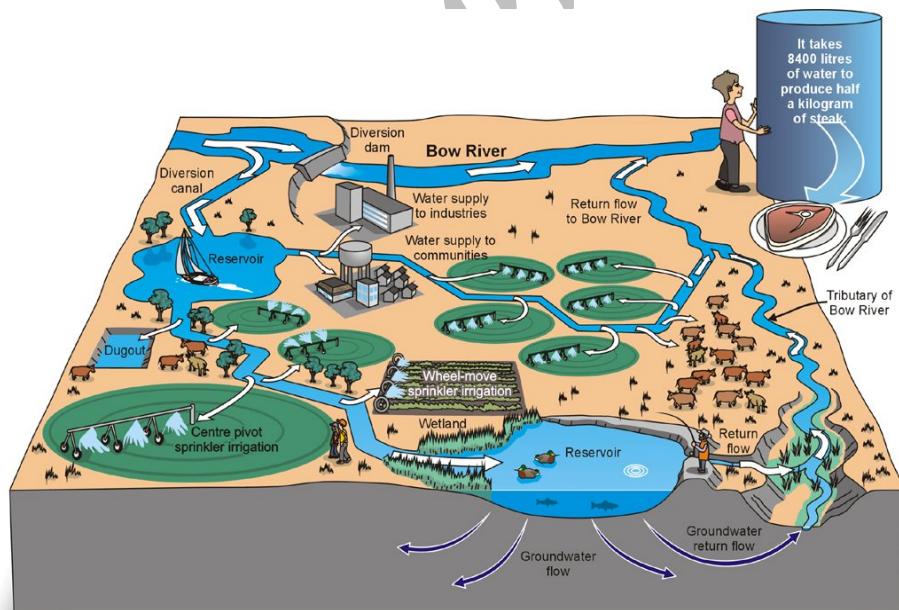 It takes
8400 litres
of water to
produce half
a kilogram
of steak.
Diversion
dam
Bow River
Diversion
canal
Water supply
to industries
Return flow
to Bow River
Reservoir
Water supply to
communities
Tributary of
Bow River
Dugout
Wheel-move
sprinkler irrigation
Centre pivot
sprinkler irrigation
Wetland
Reservoir
Return
flow
Groundwater
flow
Groundwater
return flow